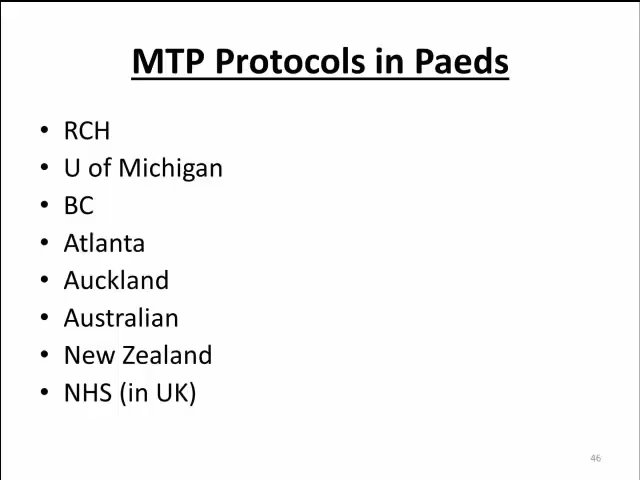 MTP Protocols in Paeds
• RCH
• U of Michigan
• BC
• Atlanta
• Auckland
• Australian
• New Zealand
• NHS (in UK)
46